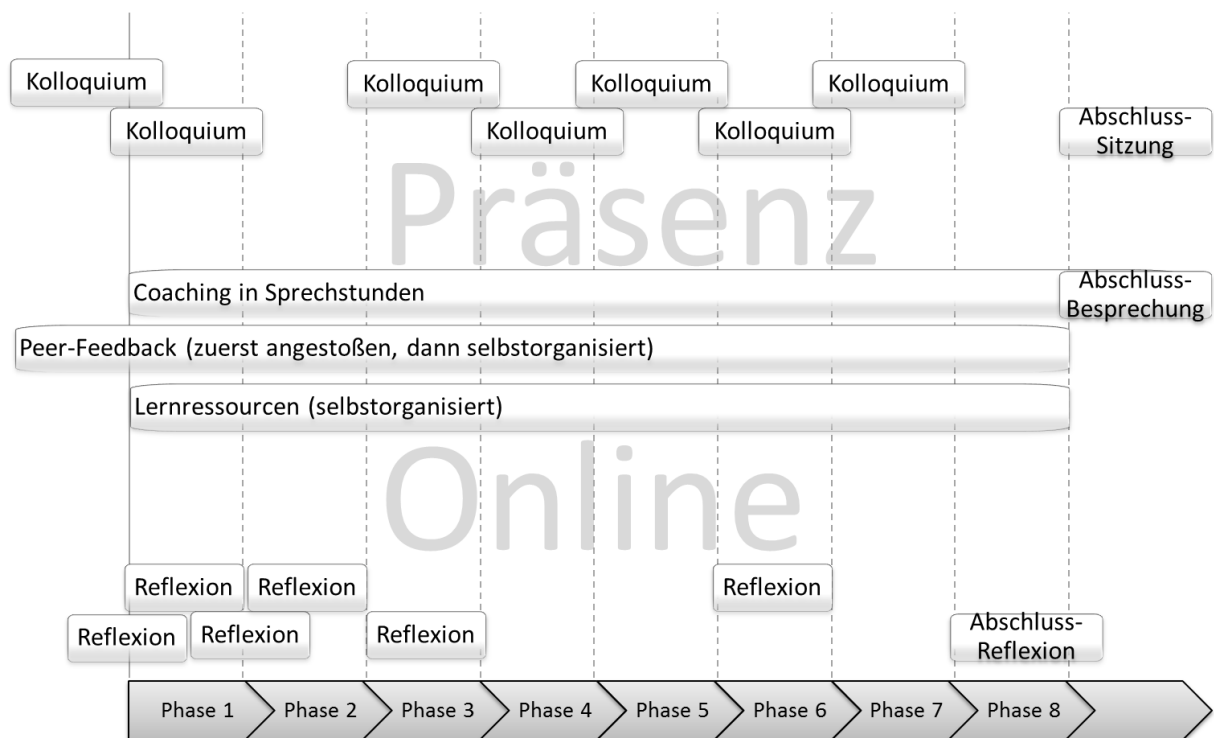 Kolloquium
Kolloquium
Kolloquium
Kolloquium
Kolloquium
Kolloquium
Kolloquium
Abschluss-
Sitzung
Präsenz
Coaching in Sprechstunden
Abschluss-
Besprechung
Peer-Feedback (zuerst angestoßen, dann selbstorganisiert)
Lernressourcen (selbstorganisiert)
Online
Reflexion
Reflexion
Reflexion
Reflexion
Reflexion
Reflexion
Abschluss-
Reflexion
Phase 1
Phase 2
Phase 3
Phase 4
Phase 5
Phase 6
Phase 7
Phase 8